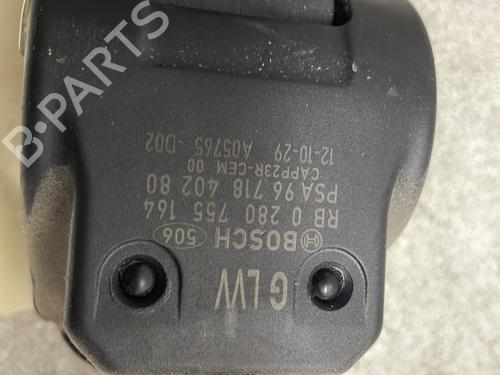 GLW
BOSCH 506
RB 0 280 755 164
PSA 96 718 402 80
CAPP23R-CEM 00
12-10-29 A05765 -D02
B-PARTS